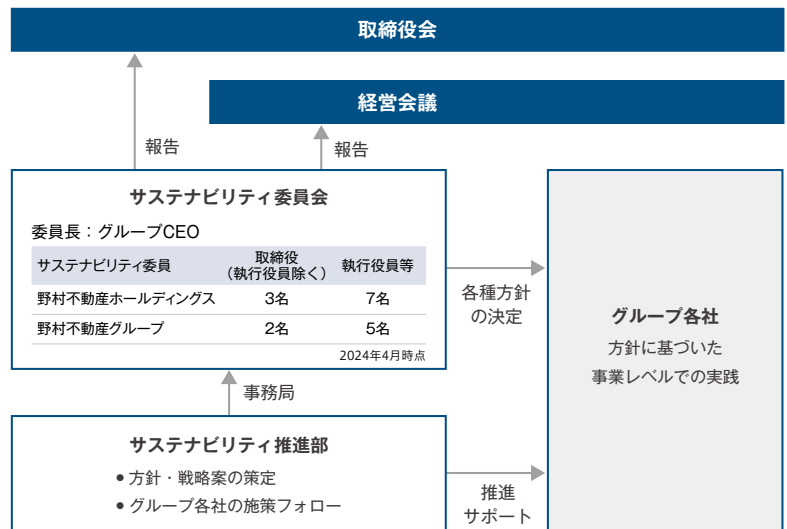 取締役会
経営会議
報告
報告
サステナビリティ委員会
委員長：グループCEO
サステナビリティ委員 取締役（執行役員除く） 執行役員等
野村不動産ホールディングス 3名 7名
野村不動産グループ 2名 5名
2024年4月時点
各種方針
の決定
グループ各社
方針に基づいた
事業レベルでの実践
事務局
サステナビリティ推進部
● 方針・戦略案の策定
● グループ各社の施策フォロー
推進
サポート